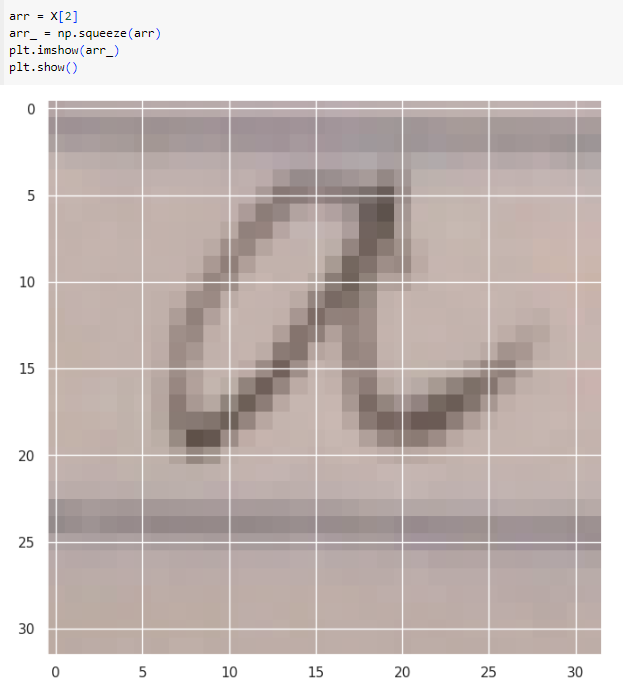 arr = X[2]
arr_ = np.squeeze(arr)
plt.imshow(arr_)
plt.show()
0
5
10
a
15
20
25
30
0 5 10 15 20 25 30